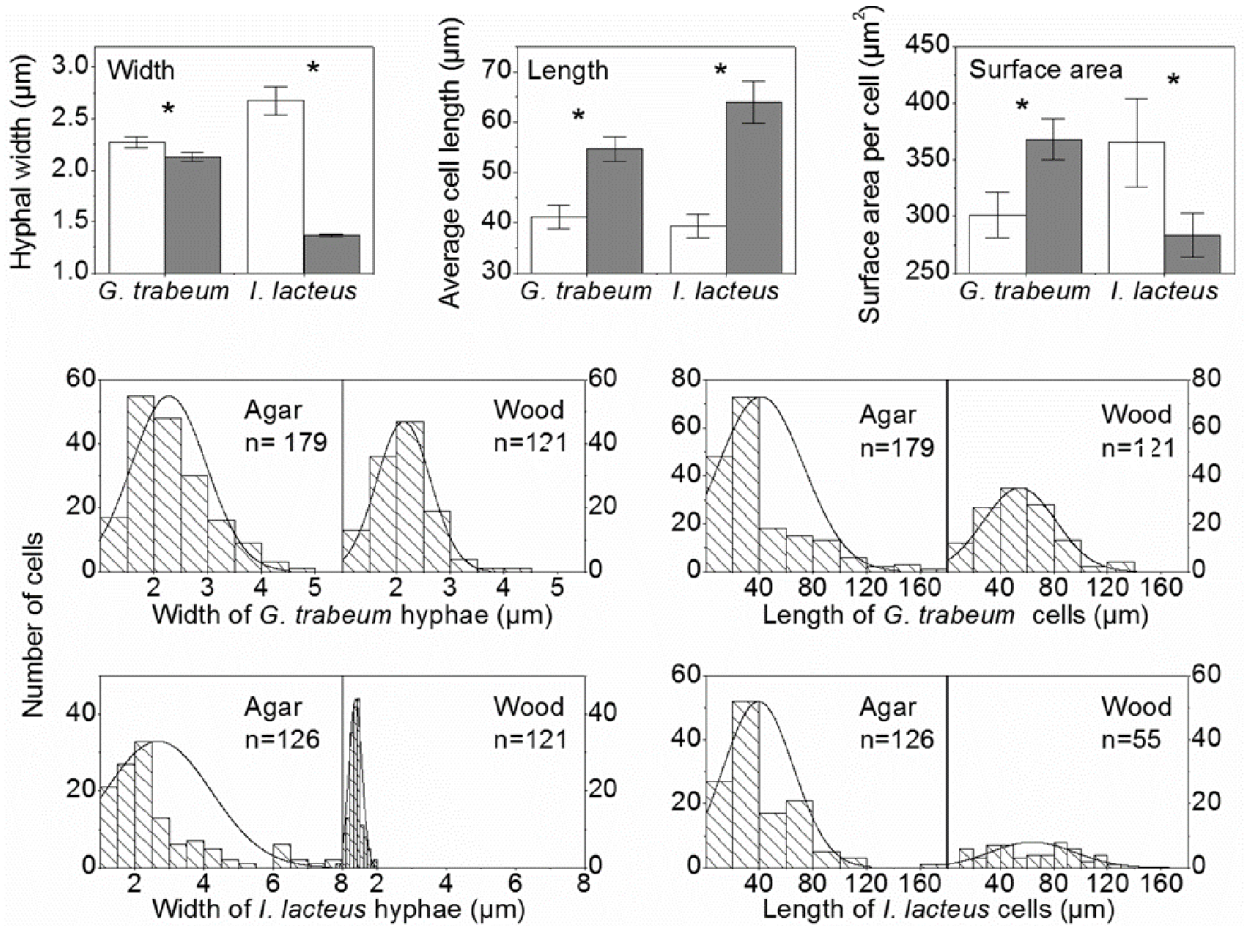 Width
*
*
Hyphal width (µm)
3.0
2.5
2.0
1.5
1.0
G. trabeum I. lacteus
Length
*
*
Average cell length (µm)
70
60
50
40
30
G. trabeum I. lacteus
Surface area
*
*
Surface area per cell (µm²)
450
400
350
300
250
G. trabeum I. lacteus
Number of cells
60
40
20
0
Agar
n= 179
Wood
n=121
60
40
20
0
2 3 4 5 2 3 4 5
Width of G. trabeum hyphae (µm)
80
60
40
20
0
Agar
n=179
Wood
n=121
80
60
40
20
0
40 80 120 160 40 80 120 160
Length of G. trabeum cells (µm)
40
20
0
Agar
n=126
Wood
n=121
40
20
0
2 4 6 8 2 4 6 8
Width of I. lacteus hyphae (µm)
60
40
20
0
Agar
n=126
Wood
n=55
60
40
20
0
40 80 120 160 40 80 120 160
Length of I. lacteus cells (µm)